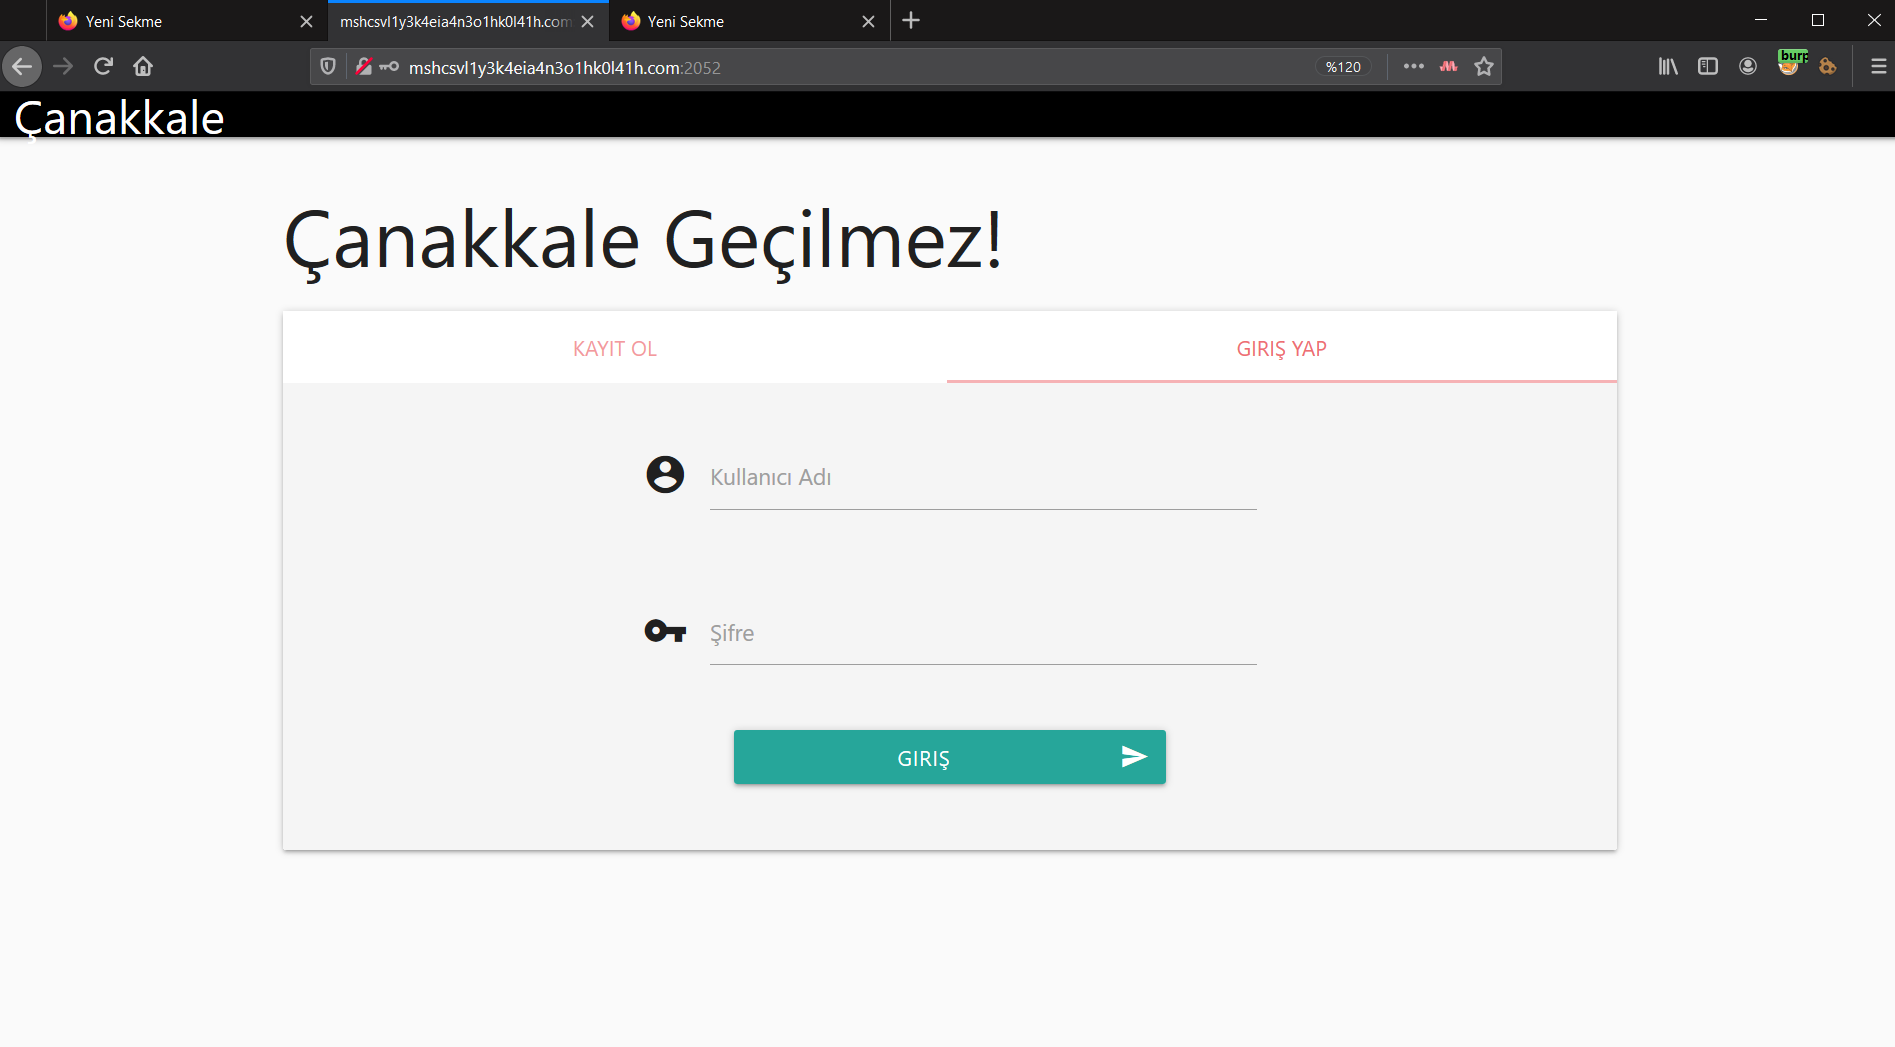 Yeni Sekme
mshcsvl1y3k4eia4n3o1hk0l41h.com
Yeni Sekme
mshcsvl1y3k4eia4n3o1hk0l41h.com:2052
%120
burp
Çanakkale
Çanakkale Geçilmez!
KAYIT OL
GIRIŞ YAP
Kullanıcı Adı
Şifre
GIRIŞ